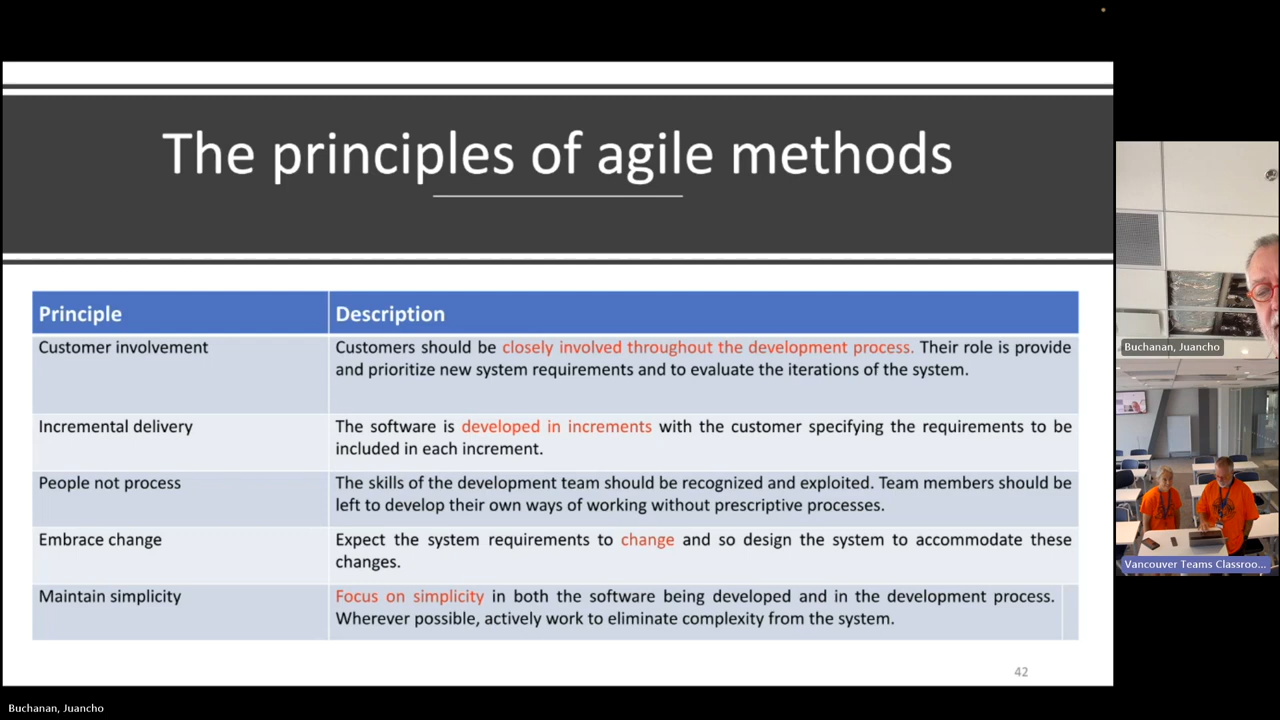 The principles of agile methods
Principle Description
Customer involvement Customers should be closely involved throughout the development process. Their role is provide
and prioritize new system requirements and to evaluate the iterations of the system.
Incremental delivery The software is developed in increments with the customer specifying the requirements to be
included in each increment.
People not process The skills of the development team should be recognized and exploited. Team members should be
left to develop their own ways of working without prescriptive processes.
Embrace change Expect the system requirements to change and so design the system to accommodate these
changes.
Maintain simplicity Focus on simplicity in both the software being developed and in the development process.
Wherever possible, actively work to eliminate complexity from the system.
42
Buchanan, Juancho
Vancouver Teams Classroo...
Buchanan, Juancho